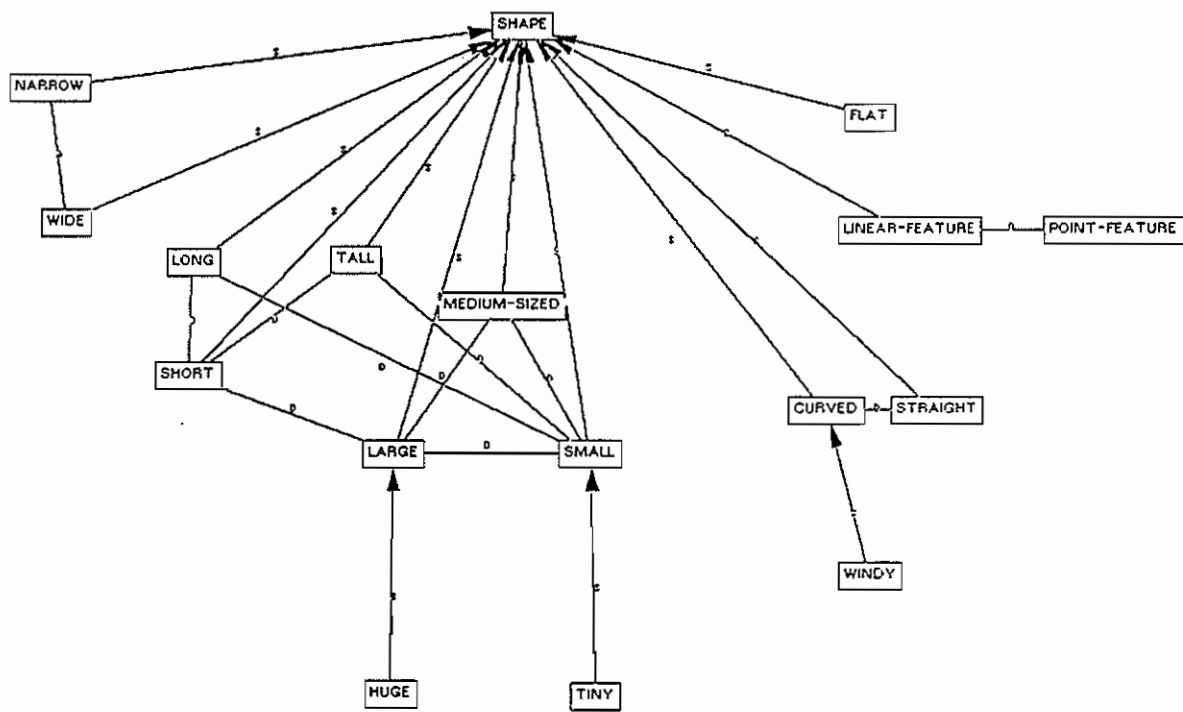 SHAPE
NARROW
FLAT
WIDE
LINEAR-FEATURE
POINT-FEATURE
LONG
TALL
MEDIUM-SIZED
SHORT
D
D
D
CURVED
D
STRAIGHT
LARGE
D
SMALL
WINDY
HUGE
TINY